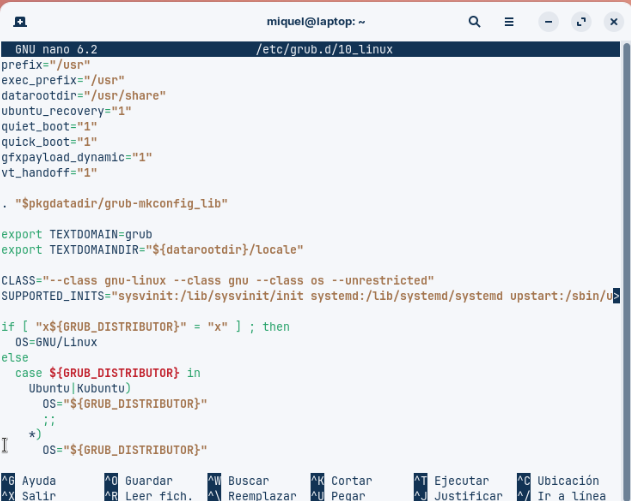 miquel@laptop: ~
GNU nano 6.2 /etc/grub.d/10_linux
prefix="/usr"
exec_prefix="/usr"
datarootdir="/usr/share"
ubuntu_recovery="1"
quiet_boot="1"
quick_boot="1"
gfxpayload_dynamic="1"
vt_handoff="1"
. "$pkgdatadir/grub-mkconfig_lib"
export TEXTDOMAIN=grub
export TEXTDOMAINDIR="${datarootdir}/locale"
CLASS="--class gnu-linux --class gnu --class os --unrestricted"
SUPPORTED_INITS="sysvinit:/lib/sysvinit/init systemd:/lib/systemd/systemd upstart:/sbin/u>
if [ "x${GRUB_DISTRIBUTOR}" = "x" ] ; then
  OS=GNU/Linux
else
  case ${GRUB_DISTRIBUTOR} in
    Ubuntu|Kubuntu)
      OS="${GRUB_DISTRIBUTOR}"
      ;;
    *)
      OS="${GRUB_DISTRIBUTOR}"
^G Ayuda ^O Guardar ^W Buscar ^K Cortar ^T Ejecutar ^C Ubicación
^X Salir ^R Leer fich. ^\ Reemplazar ^U Pegar ^J Justificar ^/ Ir a línea